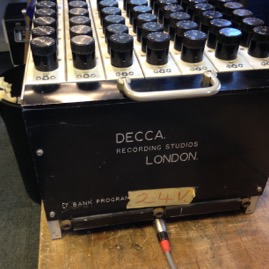 DECCA.
RECORDING STUDIOS
LONDON.
BANK PROGRAM
24V